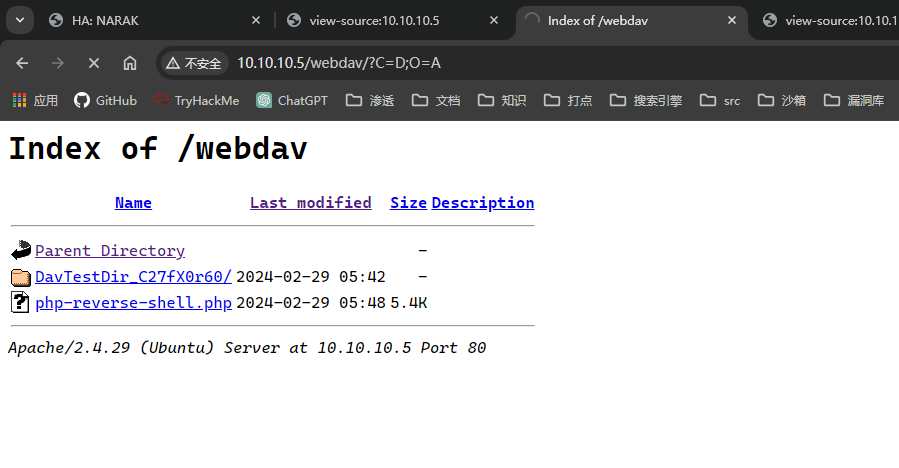 HA: NARAK
view-source:10.10.10.5
Index of /webdav
view-source:10.10.1
不安全 10.10.10.5/webdav/?C=D;O=A
应用 GitHub TryHackMe ChatGPT 渗透 文档 知识 打点 搜索引擎 src 沙箱 漏洞库
Index of /webdav
Name Last modified Size Description
Parent Directory -
DavTestDir_C27fX0r60/ 2024-02-29 05:42 -
php-reverse-shell.php 2024-02-29 05:48 5.4K
Apache/2.4.29 (Ubuntu) Server at 10.10.10.5 Port 80